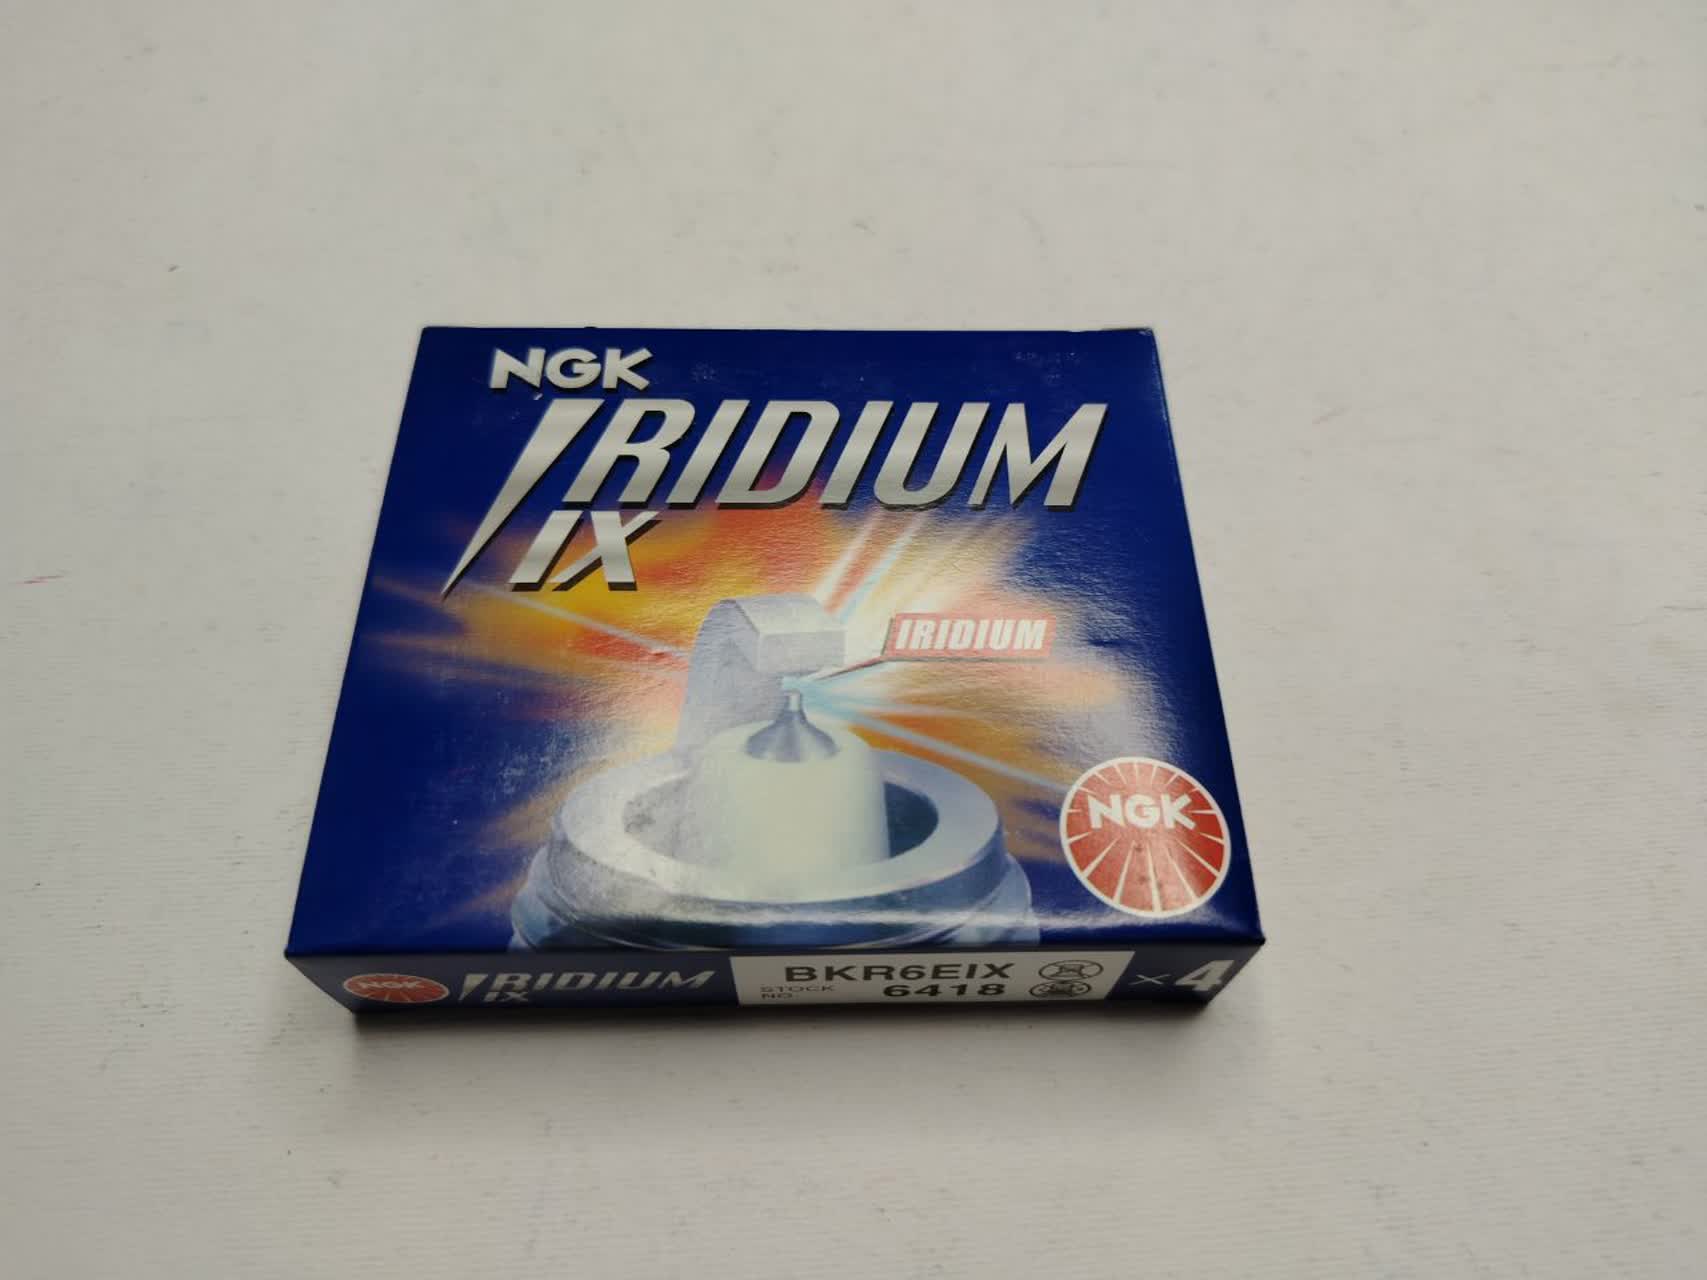 NGK
IRIDIUM
IX
IRIDIUM
NGK
NGK
IRIDIUM
IX
BKR6EIX
STOCK
NO.
6418
×4